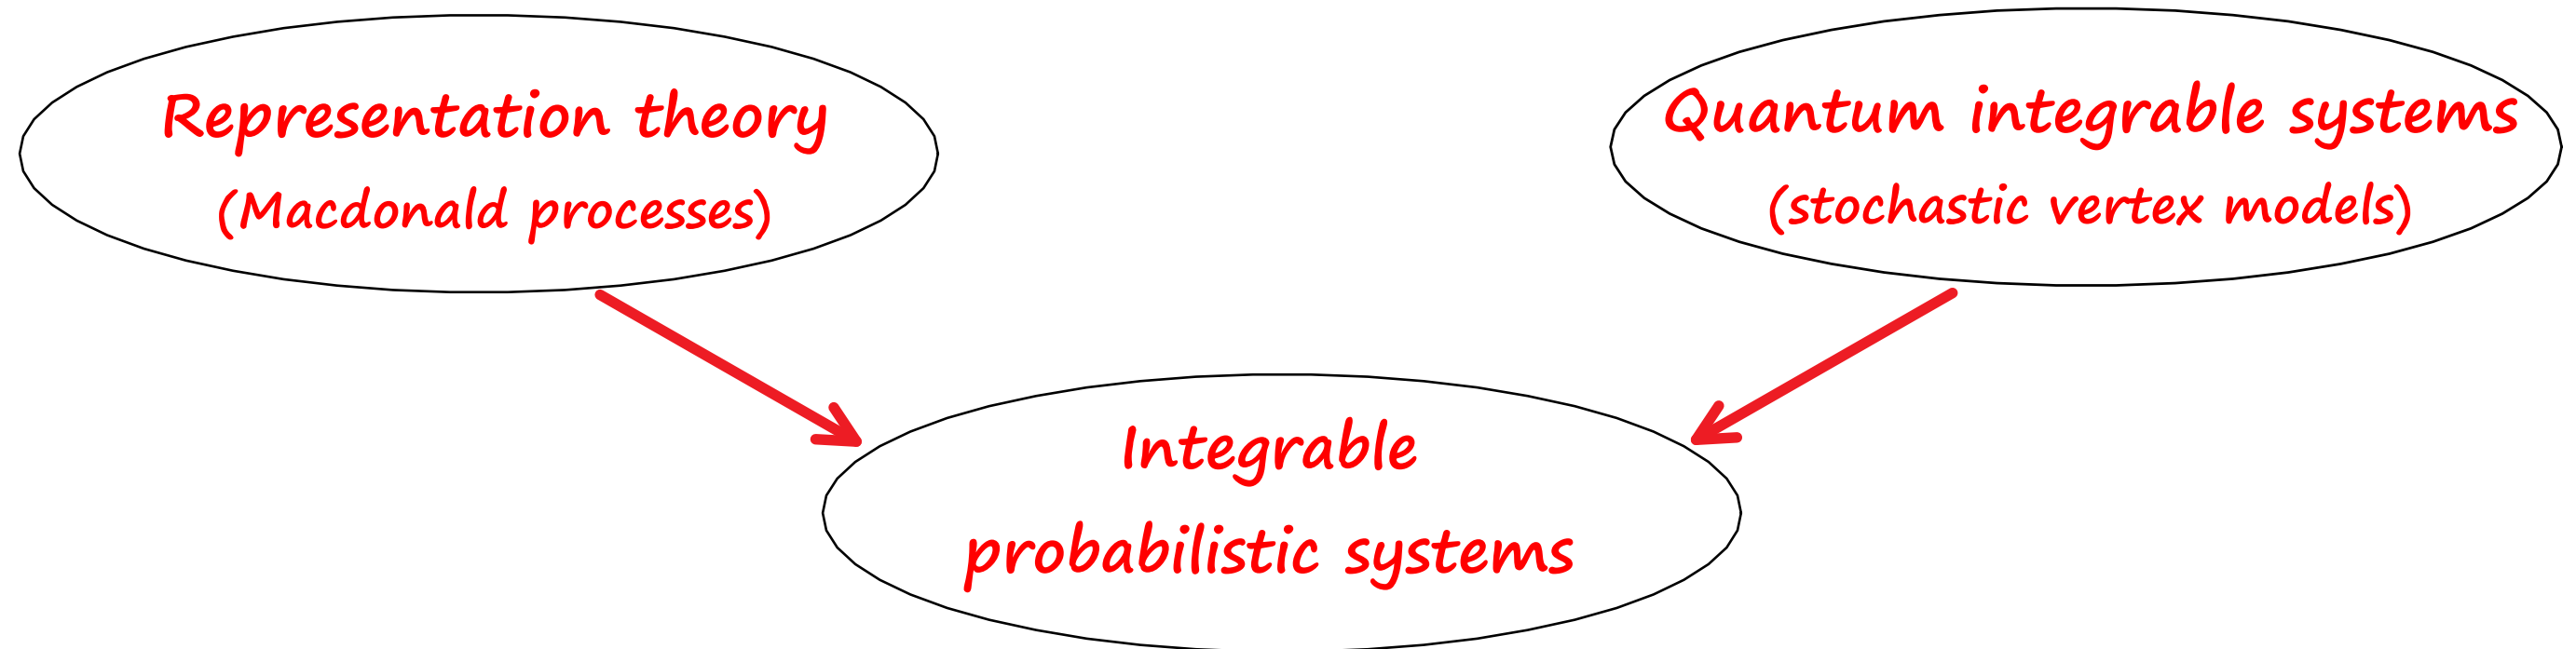 Representation theory
(Macdonald processes)
Quantum integrable systems
(stochastic vertex models)
Integrable
probabilistic systems